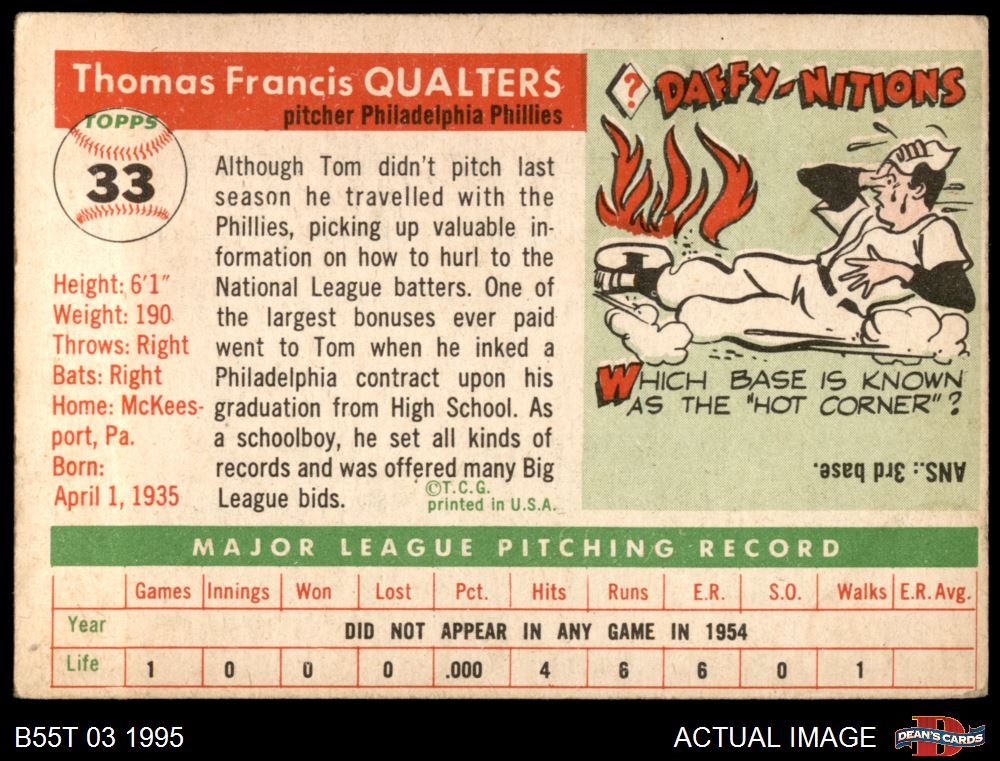 Thomas Francis QUALTERS
pitcher Philadelphia Phillies
TOPPS
33
Height: 6'1"
Weight: 190
Throws: Right
Bats: Right
Home: McKees-
port, Pa.
Born:
April 1, 1935
Although Tom didn't pitch last
season he travelled with the
Phillies, picking up valuable in-
formation on how to hurl to the
National League batters. One of
the largest bonuses ever paid
went to Tom when he inked a
Philadelphia contract upon his
graduation from High School. As
a schoolboy, he set all kinds of
records and was offered many Big
League bids.
©T.C.G.
printed in U.S.A.
? DAFFY-NITIONS
WHICH BASE IS KNOWN
AS THE "HOT CORNER"?
ANS.: 3rd base.
MAJOR LEAGUE PITCHING RECORD
Games Innings Won Lost Pct. Hits Runs E.R. S.O. Walks E.R. Avg.
Year DID NOT APPEAR IN ANY GAME IN 1954
Life 1 0 0 0 .000 4 6 6 0 1
B55T 03 1995
ACTUAL IMAGE
D
DEAN'S CARDS